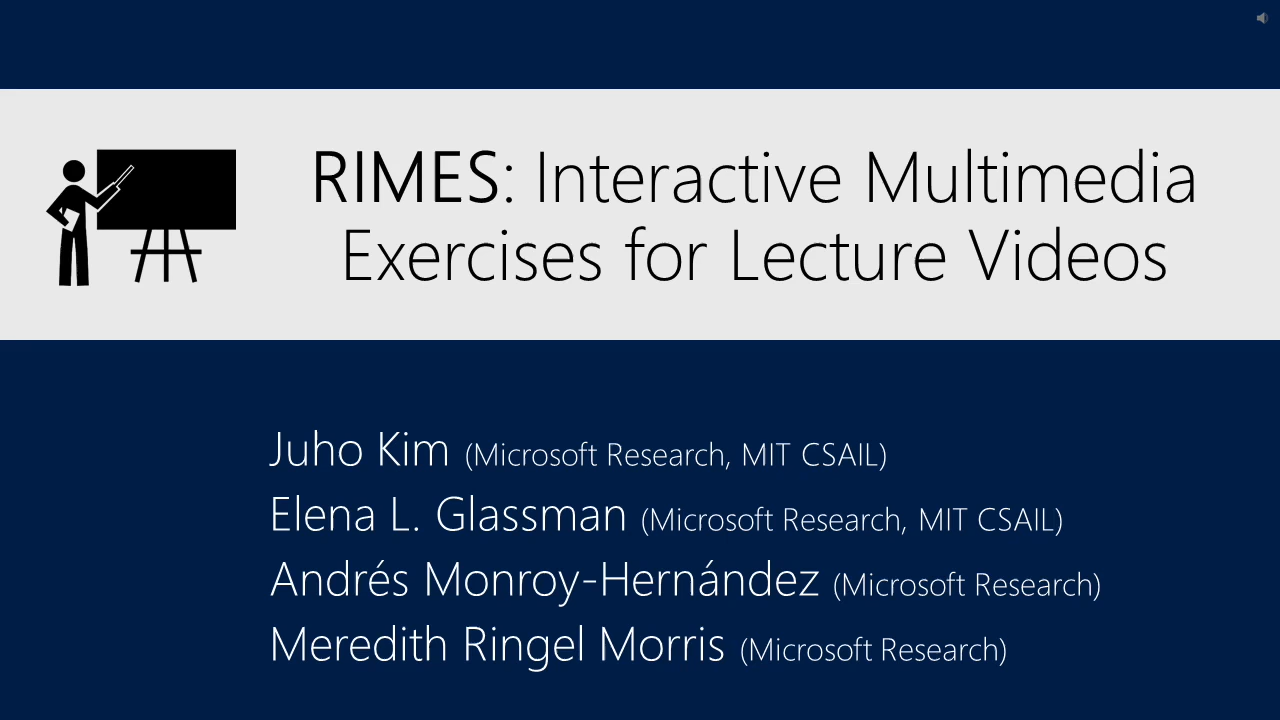 RIMES: Interactive Multimedia
Exercises for Lecture Videos
Juho Kim (Microsoft Research, MIT CSAIL)
Elena L. Glassman (Microsoft Research, MIT CSAIL)
Andrés Monroy-Hernández (Microsoft Research)
Meredith Ringel Morris (Microsoft Research)